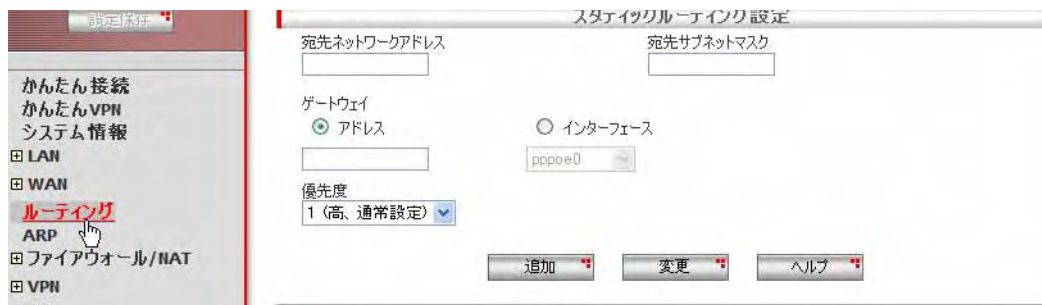 設定保存
かんたん接続
かんたんVPN
システム情報
LAN
WAN
ルーティング
ARP
ファイアウォール/NAT
VPN
スタティックルーティング設定
宛先ネットワークアドレス
宛先サブネットマスク
ゲートウェイ
アドレス
インターフェース
pppoe0
優先度
1 (高、通常設定)
追加
変更
ヘルプ